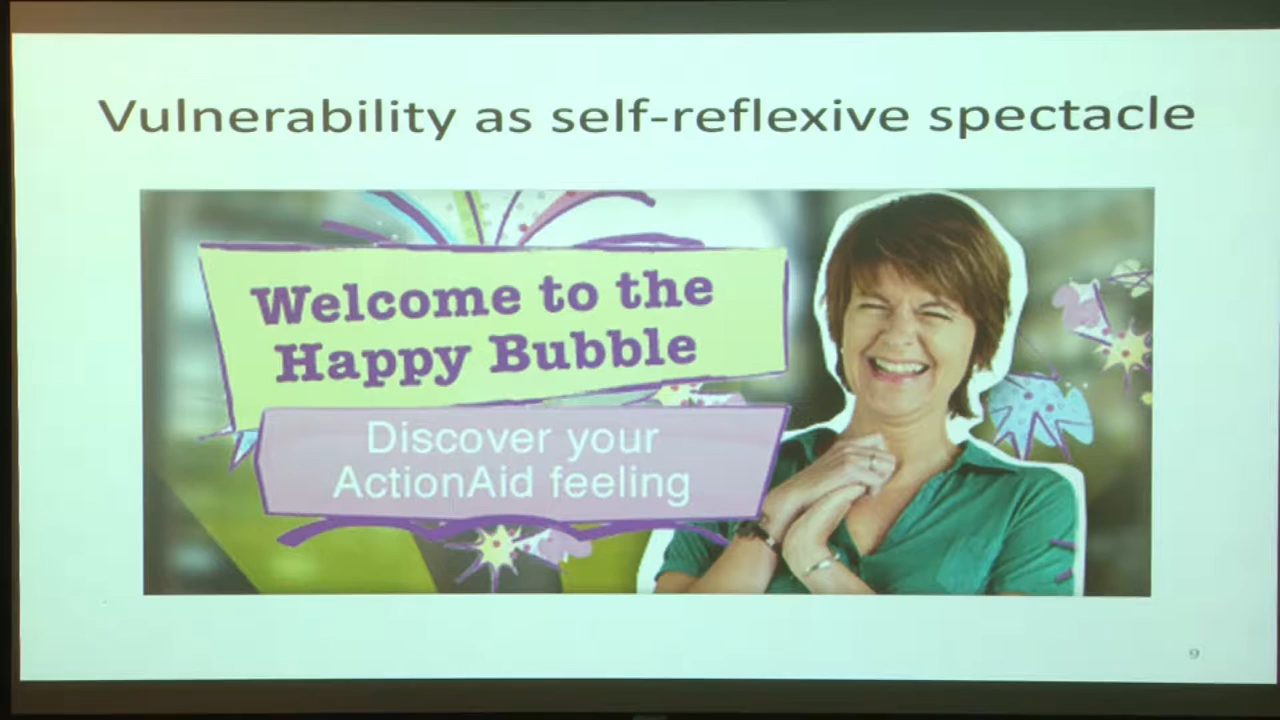 Vulnerability as self-reflexive spectacle
Welcome to the
Happy Bubble
Discover your
ActionAid feeling
9